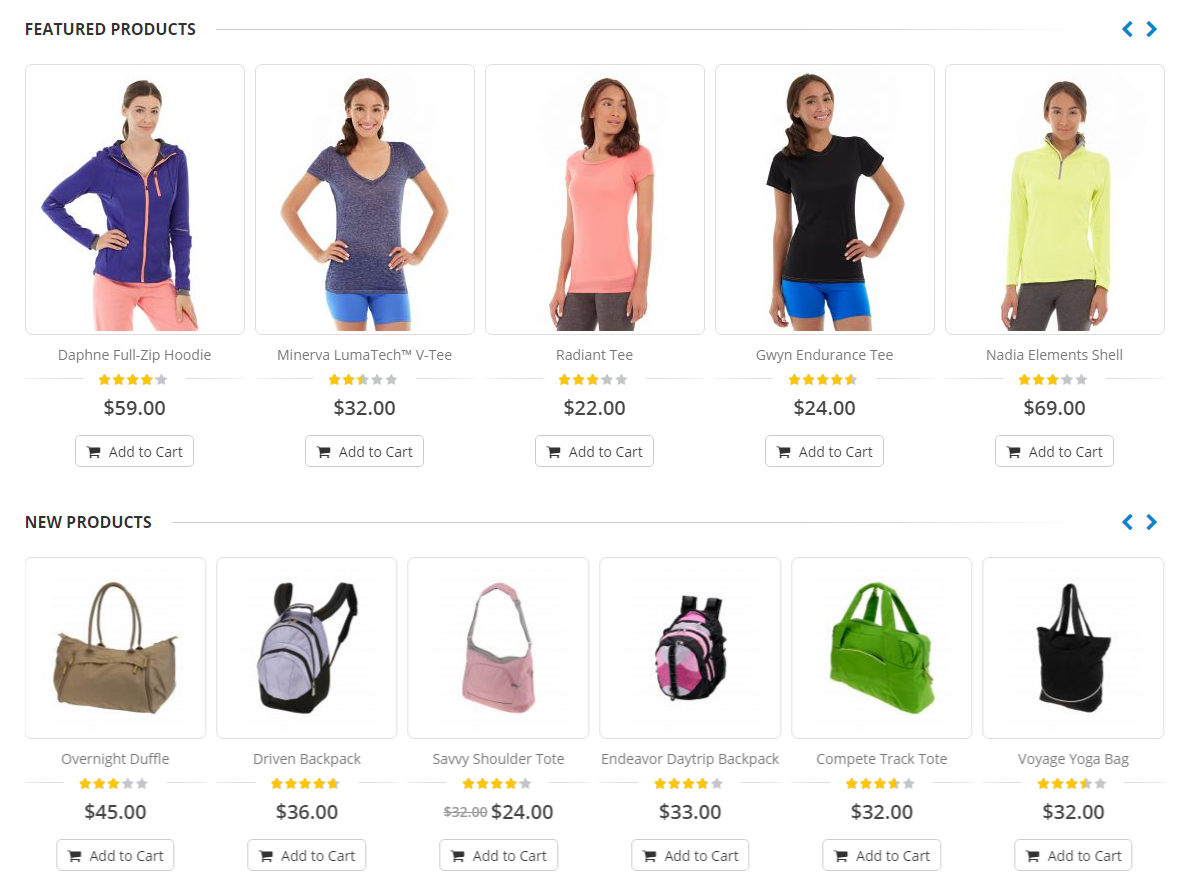 FEATURED PRODUCTS
Daphne Full-Zip Hoodie
Minerva LumaTech™ V-Tee
Radiant Tee
Gwyn Endurance Tee
Nadia Elements Shell
$59.00
$32.00
$22.00
$24.00
$69.00
Add to Cart
Add to Cart
Add to Cart
Add to Cart
Add to Cart
NEW PRODUCTS
Overnight Duffle
Driven Backpack
Savvy Shoulder Tote
Endeavor Daytrip Backpack
Compete Track Tote
Voyage Yoga Bag
$45.00
$36.00
$32.00 $24.00
$33.00
$32.00
$32.00
Add to Cart
Add to Cart
Add to Cart
Add to Cart
Add to Cart
Add to Cart